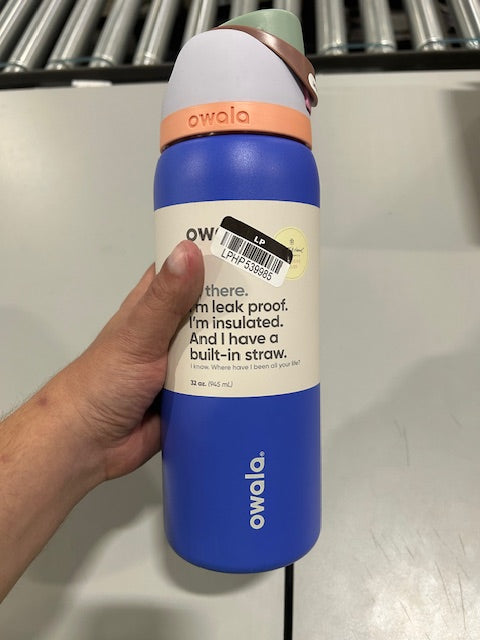 owala
ow
LP
LPHP539985
there.
I'm leak proof.
I'm insulated.
And I have a
built-in straw.
I know. Where have I been all your life?
32 oz. (945 mL)
owala®